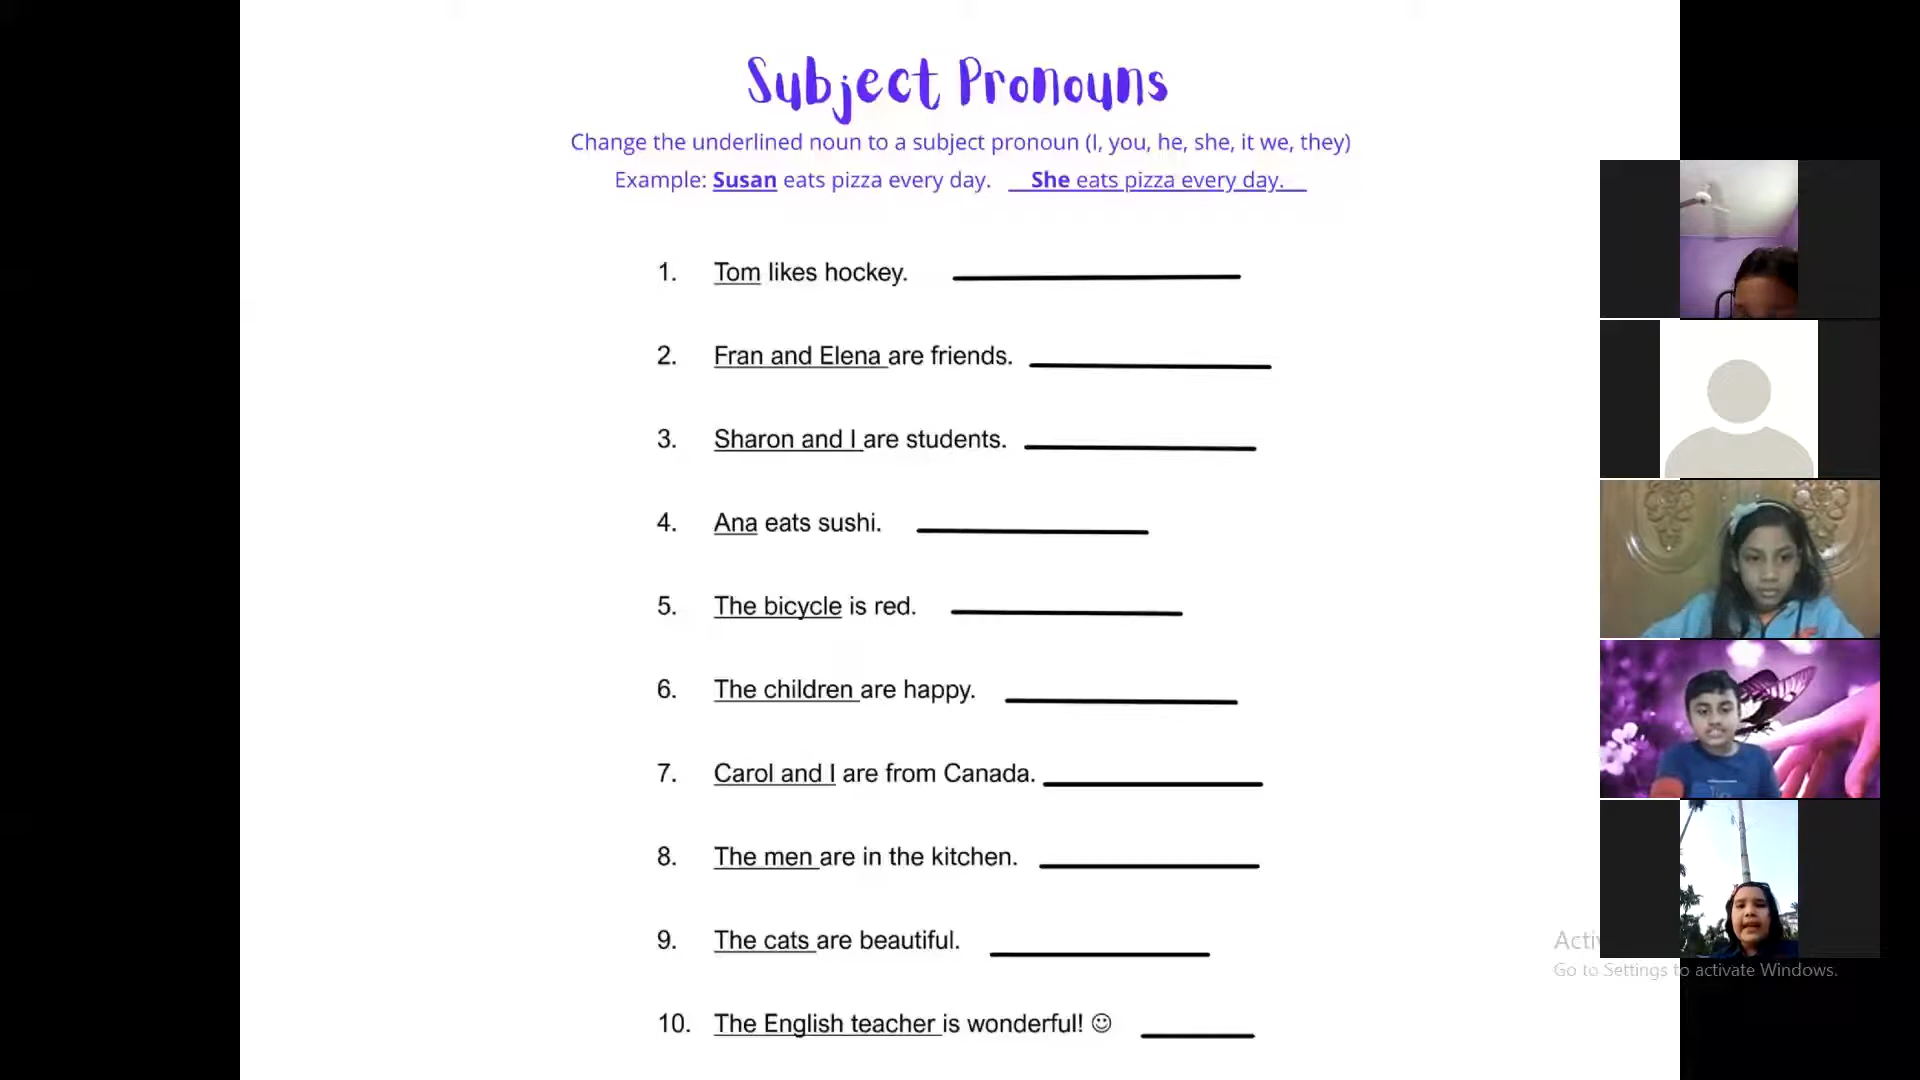 Subject Pronouns
Change the underlined noun to a subject pronoun (I, you, he, she, it we, they)
Example: Susan eats pizza every day. __She eats pizza every day.__
1. Tom likes hockey.
2. Fran and Elena are friends.
3. Sharon and I are students.
4. Ana eats sushi.
5. The bicycle is red.
6. The children are happy.
7. Carol and I are from Canada.
8. The men are in the kitchen.
9. The cats are beautiful.
10. The English teacher is wonderful! ☺
Go to Settings to activate Windows.